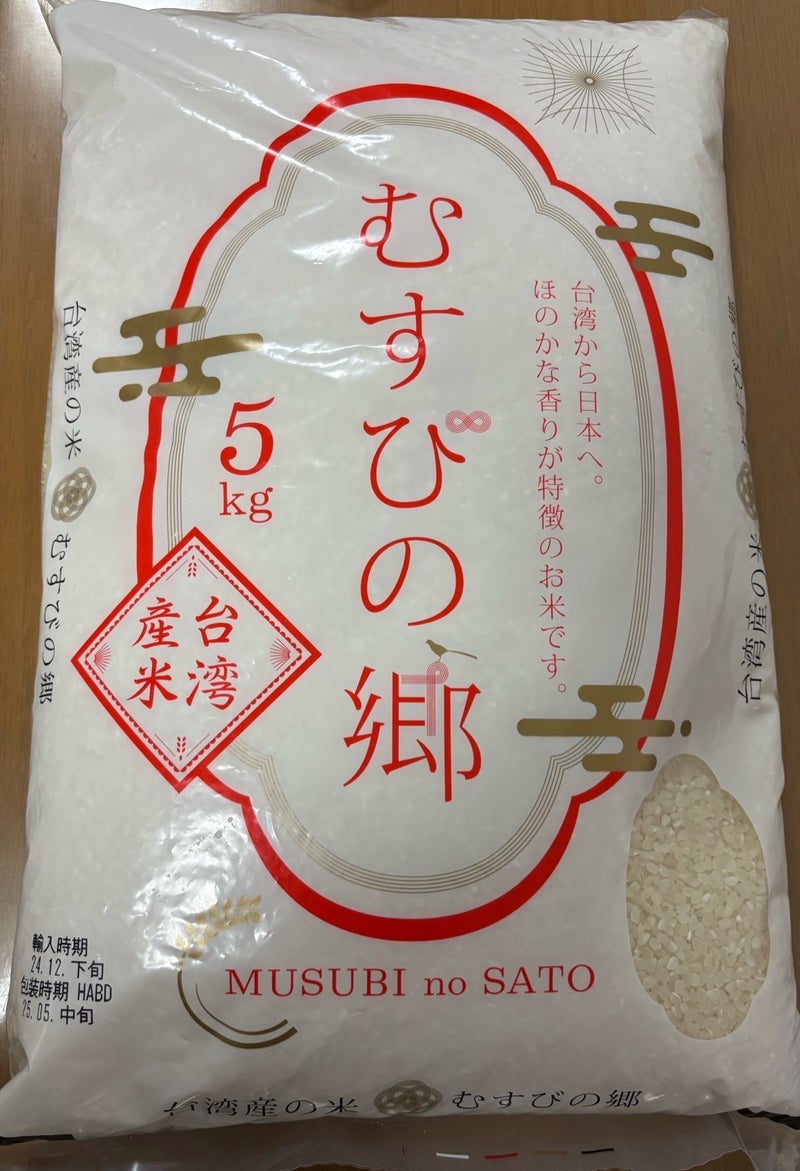 むすびの郷
台湾から日本へ。
ほのかな香りが特徴のお米です。
5
kg
台湾
産米
台湾産の米 むすびの郷
台湾産の米
輸入時期
24.12.下旬
包装時期 HABD
25.05.中旬
MUSUBI no SATO
台湾産の米 むすびの郷